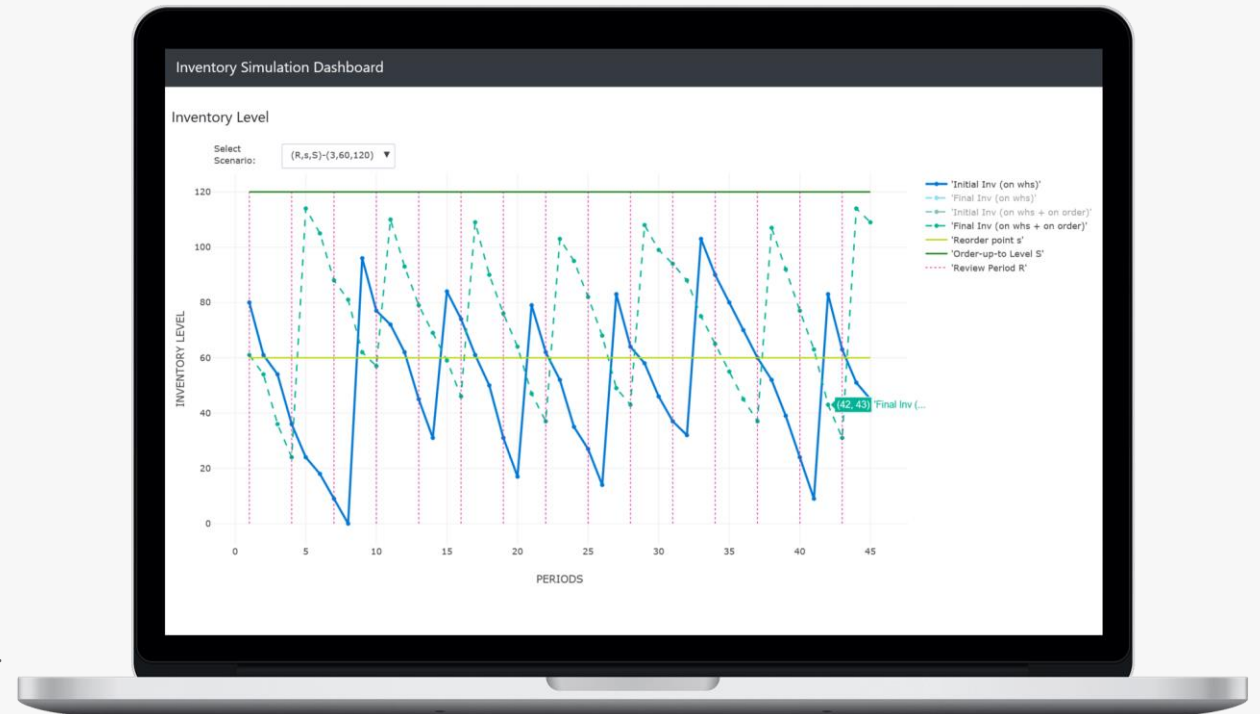 Inventory Simulation Dashboard
Inventory Level
Select
Scenario:
(R,s,S)-(3,60,120) ▼
'Initial Inv (on whs)'
'Final Inv (on whs)'
'Initial Inv (on whs + on order)'
'Final Inv (on whs + on order)'
'Reorder point s'
'Order-up-to Level S'
'Review Period R'
120
100
80
60
40
20
0
INVENTORY LEVEL
(42, 43) 'Final Inv (...
0 5 10 15 20 25 30 35 40 45
PERIODS